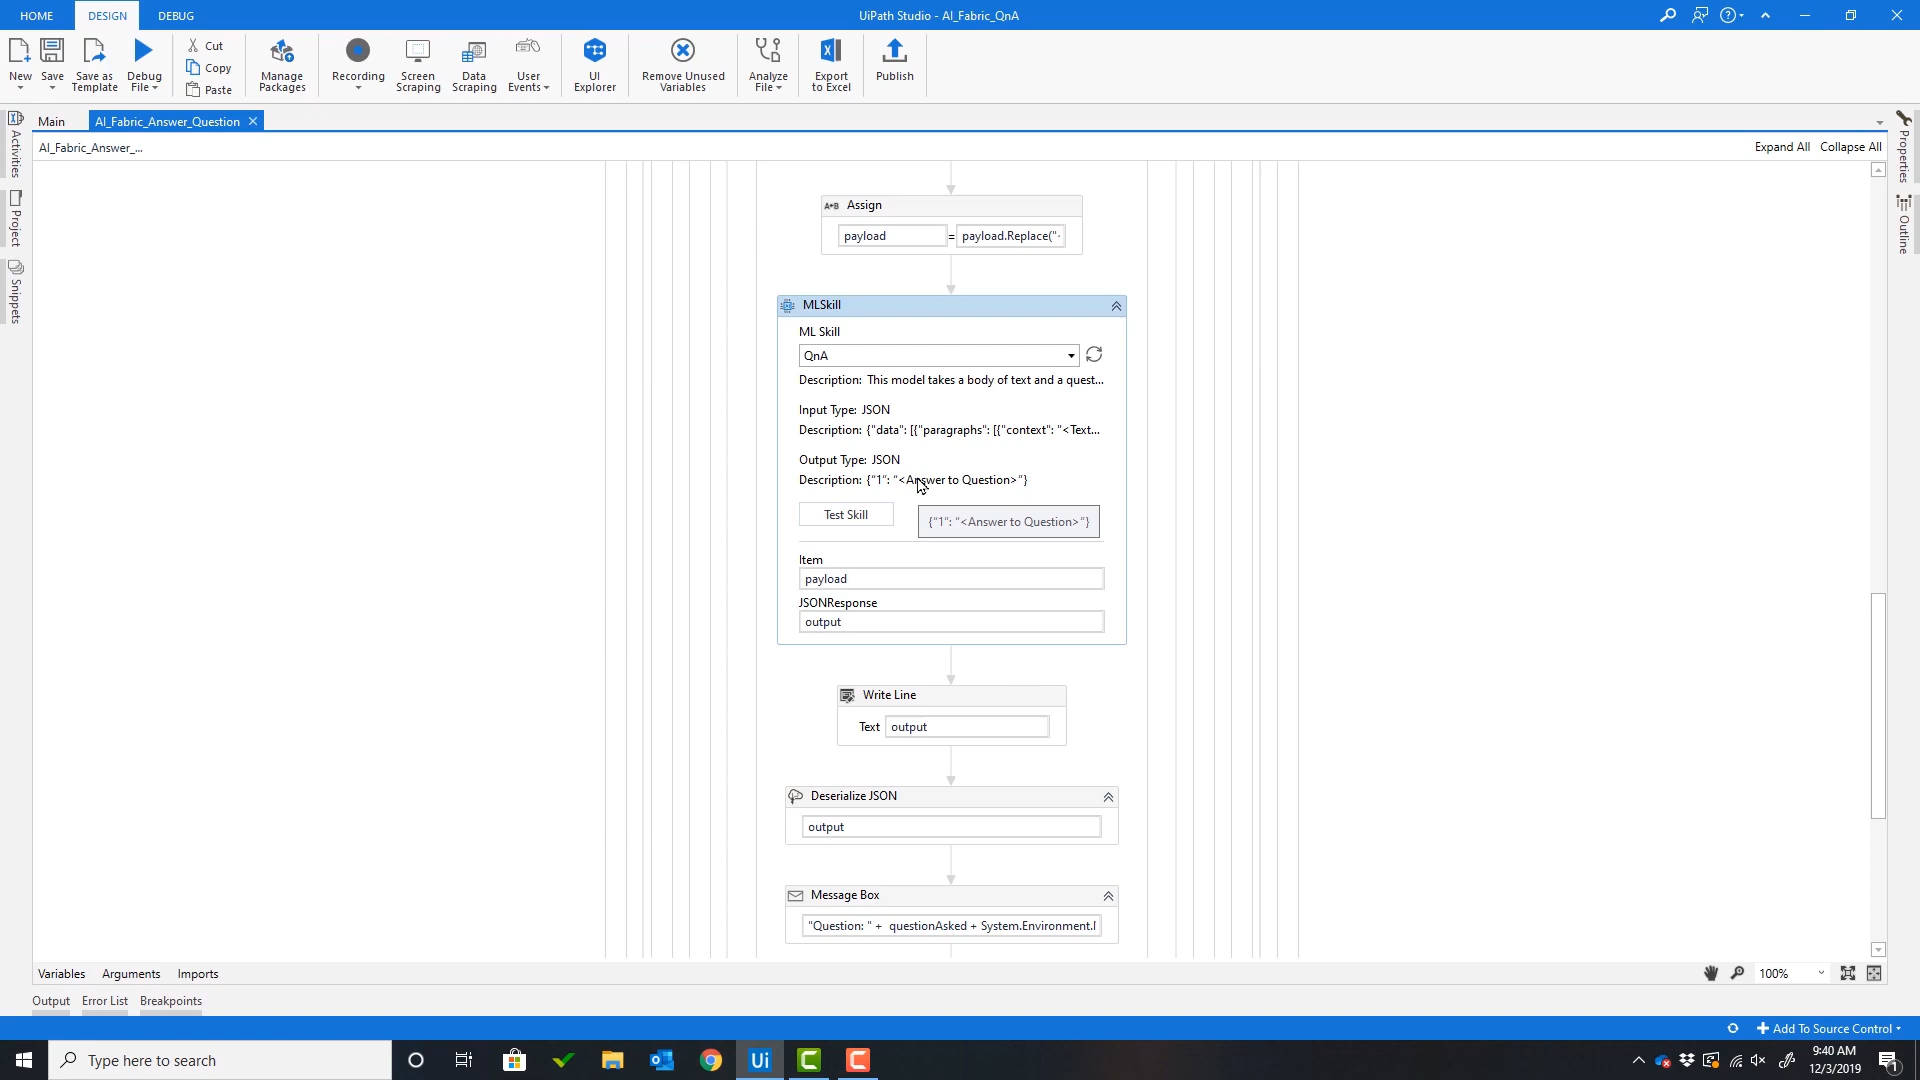 HOME DESIGN DEBUG UiPath Studio - AI_Fabric_QnA
New Save Save as Template Debug File Cut Copy Paste Manage Packages Recording Screen Scraping Data Scraping User Events UI Explorer Remove Unused Variables Analyze File Export to Excel Publish
Main AI_Fabric_Answer_Question
AI_Fabric_Answer_... Expand All Collapse All
Activities
Project
Snippets
Properties
Outline
A*B Assign
payload = payload.Replace("
MLSkill
ML Skill
QnA
Description: This model takes a body of text and a quest...
Input Type: JSON
Description: {"data": [{"paragraphs": [{"context": "<Text...
Output Type: JSON
Description: {"1": "<Answer to Question>"}
Test Skill {"1": "<Answer to Question>"}
Item
payload
JSONResponse
output
Write Line
Text output
Deserialize JSON
output
Message Box
"Question: " + questionAsked + System.Environment.
Variables Arguments Imports 100%
Output Error List Breakpoints
Add To Source Control
Type here to search Ui C C 9:40 AM
12/3/2019 1